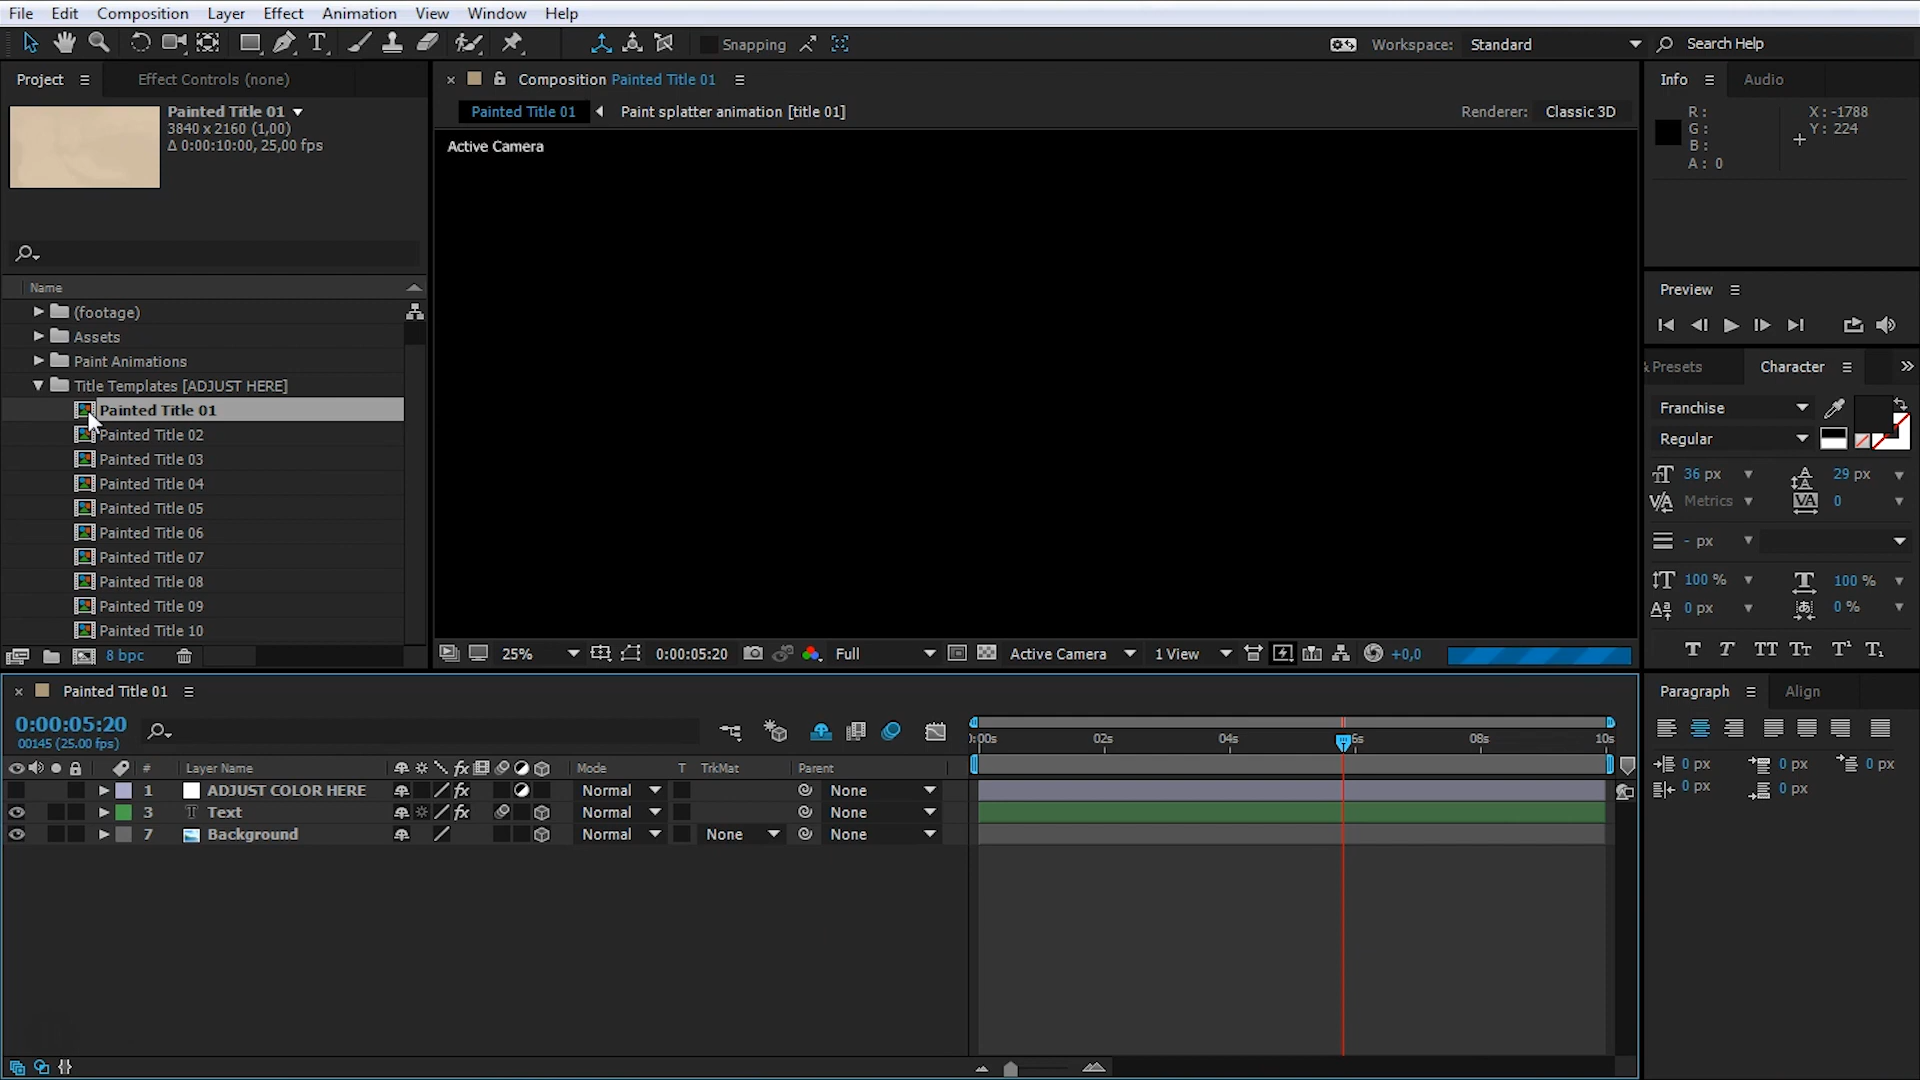 File Edit Composition Layer Effect Animation View Window Help
Snapping
Workspace: Standard
Search Help
Project
Effect Controls (none)
Painted Title 01
3840 x 2160 (1,00)
Δ 0:00:10:00, 25,00 fps
Name
(footage)
Assets
Paint Animations
Title Templates [ADJUST HERE]
Painted Title 01
Painted Title 02
Painted Title 03
Painted Title 04
Painted Title 05
Painted Title 06
Painted Title 07
Painted Title 08
Painted Title 09
Painted Title 10
8 bpc
Composition Painted Title 01
Painted Title 01
Paint splatter animation [title 01]
Renderer: Classic 3D
Active Camera
25%
0:00:05:20
Full
Active Camera
1 View
+0,0
Info
Audio
R:
G:
B:
A: 0
X: -1788
Y: 224
Preview
& Presets
Character
Franchise
Regular
36 px
29 px
Metrics
0
- px
100 %
100 %
0 px
0 %
Paragraph
Align
0 px
0 px
0 px
0 px
0 px
Painted Title 01
0:00:05:20
00145 (25.00 fps)
):00s 02s 04s 6s 08s 10s
# Layer Name Mode T TrkMat Parent
1 ADJUST COLOR HERE Normal None
3 Text Normal None
7 Background Normal None None